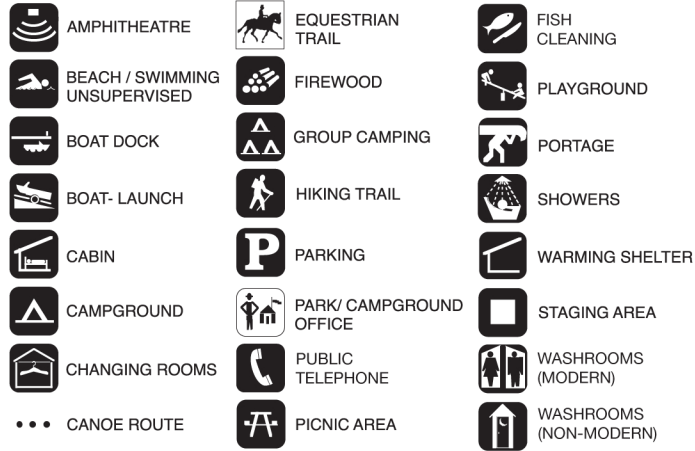 AMPHITHEATRE
BEACH / SWIMMING
UNSUPERVISED
BOAT DOCK
BOAT- LAUNCH
CABIN
CAMPGROUND
CHANGING ROOMS
CANOE ROUTE
EQUESTRIAN
TRAIL
FIREWOOD
GROUP CAMPING
HIKING TRAIL
P PARKING
PARK/ CAMPGROUND
OFFICE
PUBLIC
TELEPHONE
PICNIC AREA
FISH
CLEANING
PLAYGROUND
PORTAGE
SHOWERS
WARMING SHELTER
STAGING AREA
WASHROOMS
(MODERN)
WASHROOMS
(NON-MODERN)